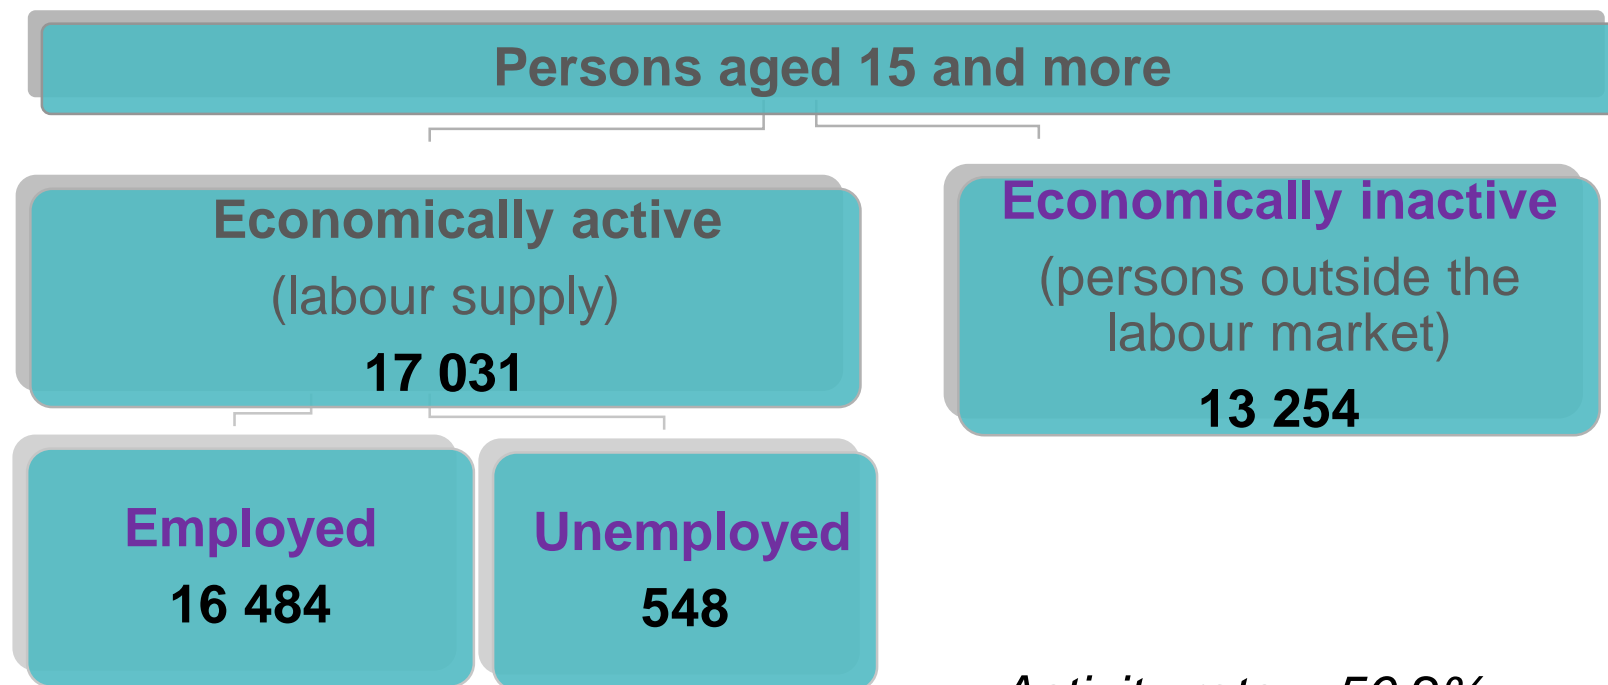 Persons aged 15 and more
Economically active
(labour supply)
17 031
Economically inactive
(persons outside the
labour market)
13 254
Employed
16 484
Unemployed
548